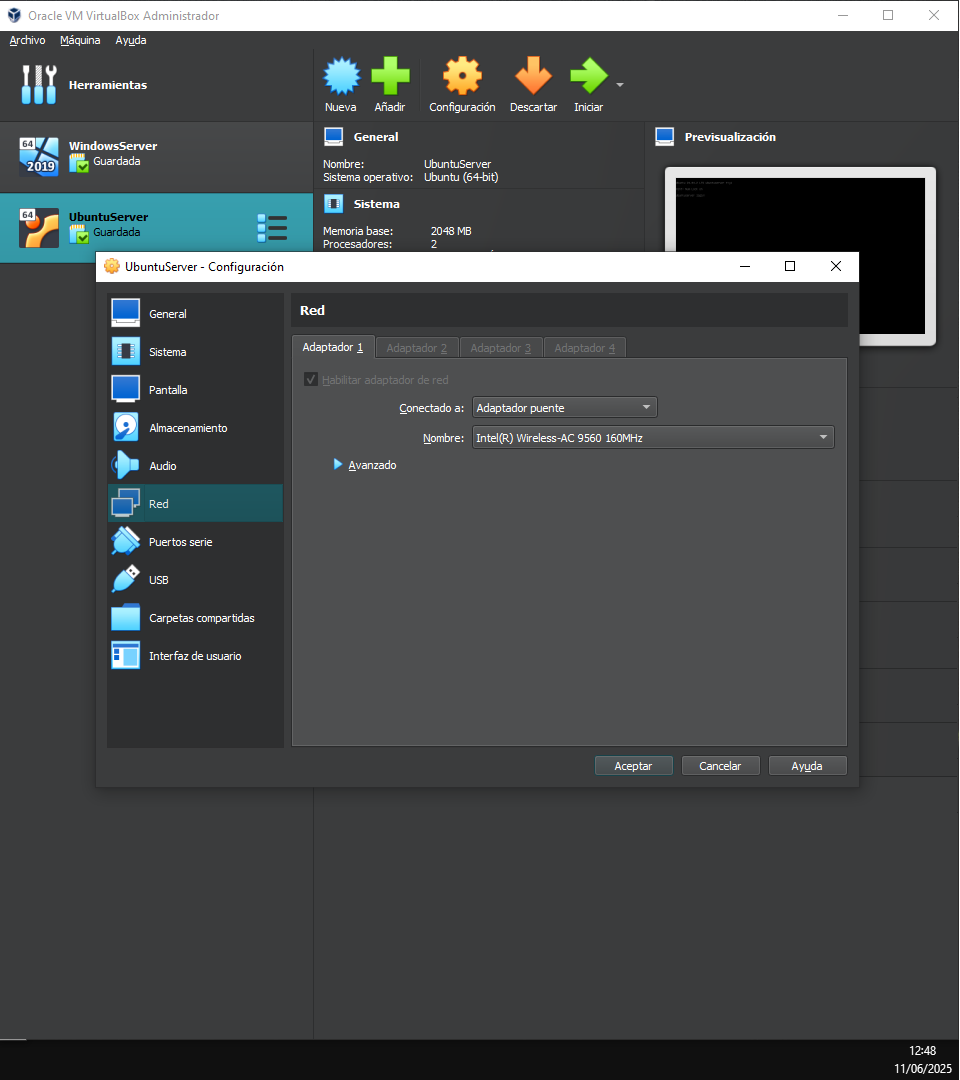 Oracle VM VirtualBox Administrador
Archivo Máquina Ayuda
Herramientas
Nueva Añadir Configuración Descartar Iniciar
64
2019
WindowsServer
Guardada
64
UbuntuServer
Guardada
General
Nombre: UbuntuServer
Sistema operativo: Ubuntu (64-bit)
Sistema
Memoria base: 2048 MB
Procesadores: 2
Previsualización
UbuntuServer - Configuración
General
Sistema
Pantalla
Almacenamiento
Audio
Red
Puertos serie
USB
Carpetas compartidas
Interfaz de usuario
Red
Adaptador 1 Adaptador 2 Adaptador 3 Adaptador 4
Habilitar adaptador de red
Conectado a: Adaptador puente
Nombre: Intel(R) Wireless-AC 9560 160MHz
Avanzado
Aceptar Cancelar Ayuda
12:48
11/06/2025